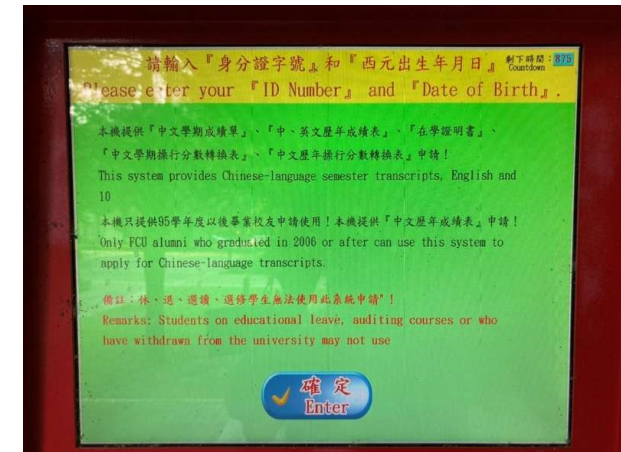 請輸入『身分證字號』和『西元出生年月日』
剩下時間：875
Countdown
Please enter your 『ID Number』 and 『Date of Birth』.
本機提供『中文學期成績單』、『中、英文歷年成績表』、『在學證明書』、
『中文學期操行分數轉換表』、『中文歷年操行分數轉換表』申請！
This system provides Chinese-language semester transcripts, English and
10
本機只提供95學年度以後畢業校友申請使用！本機提供『中文歷年成績表』申請！
Only FCU alumni who graduated in 2006 or after can use this system to
apply for Chinese-language transcripts.
備註：休、退、選讀、選修學生無法使用此系統申請"！
Remarks: Students on educational leave, auditing courses or who
have withdrawn from the university may not use
確定
Enter